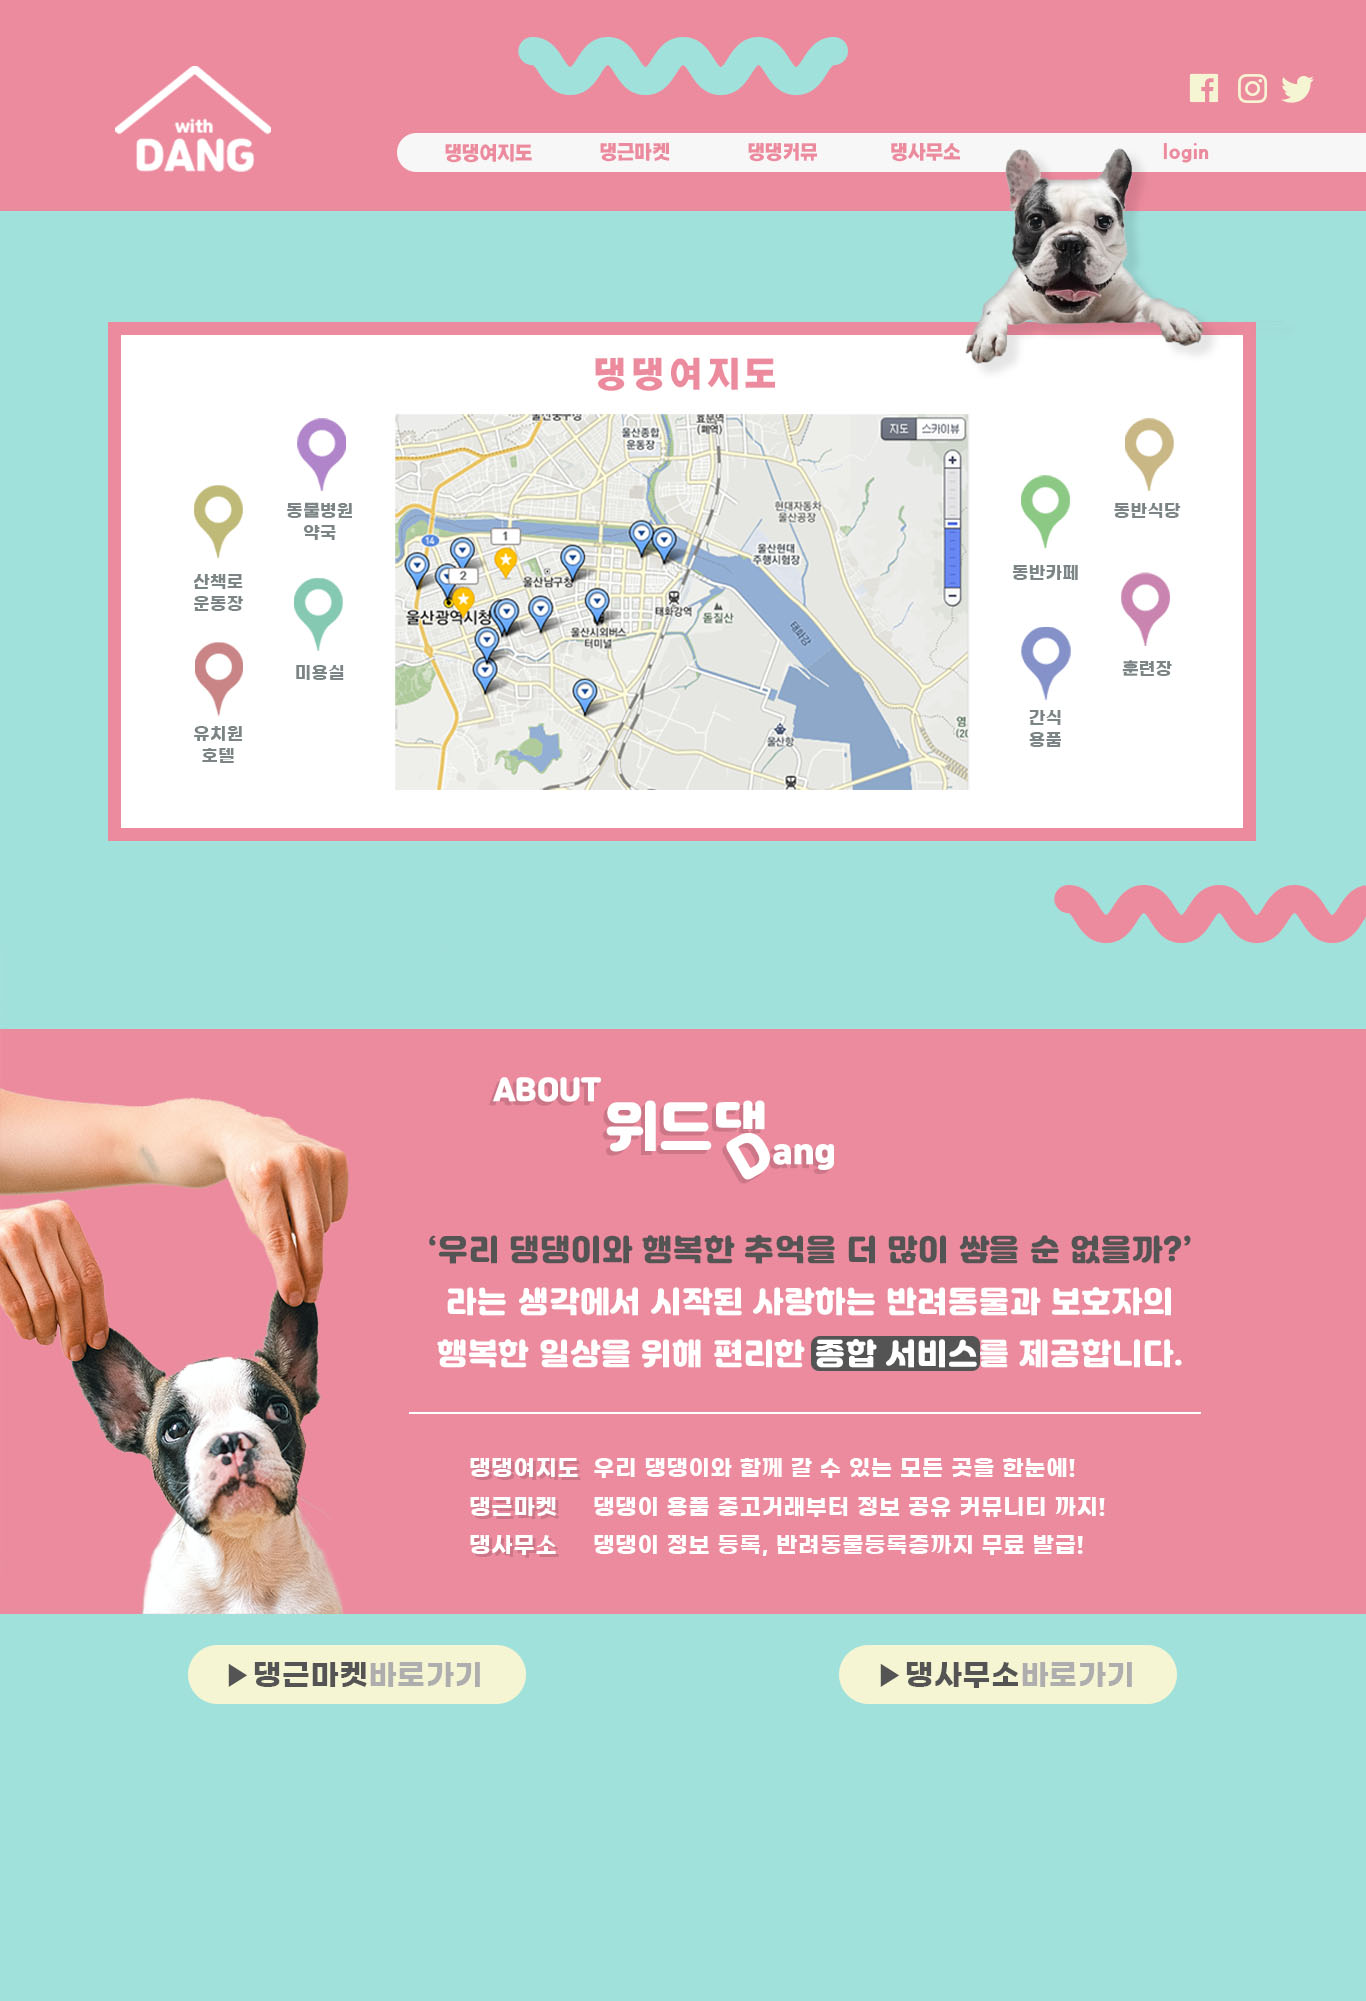 with
DANG
댕댕여지도 댕근마켓 댕댕커뮤 댕사무소 login
댕댕여지도
동물병원
약국
산책로
운동장
미용실
유치원
호텔
울산종합
운동장
(폐역)
지도 스카이뷰
현대자동차
울산공장
14
1
2
울산현대
주행시험장
울산남구청
울산광역시청
태화강역
돌질산
울산시외버스
터미널
태화강
울산항
동반식당
동반카페
훈련장
간식
용품
ABOUT
위드댕
Dang
‘우리 댕댕이와 행복한 추억을 더 많이 쌓을 순 없을까?’
라는 생각에서 시작된 사랑하는 반려동물과 보호자의
행복한 일상을 위해 편리한 종합 서비스를 제공합니다.
댕댕여지도 우리 댕댕이와 함께 갈 수 있는 모든 곳을 한눈에!
댕근마켓 댕댕이 용품 중고거래부터 정보 공유 커뮤니티 까지!
댕사무소 댕댕이 정보 등록, 반려동물등록증까지 무료 발급!
▶댕근마켓바로가기
▶댕사무소바로가기